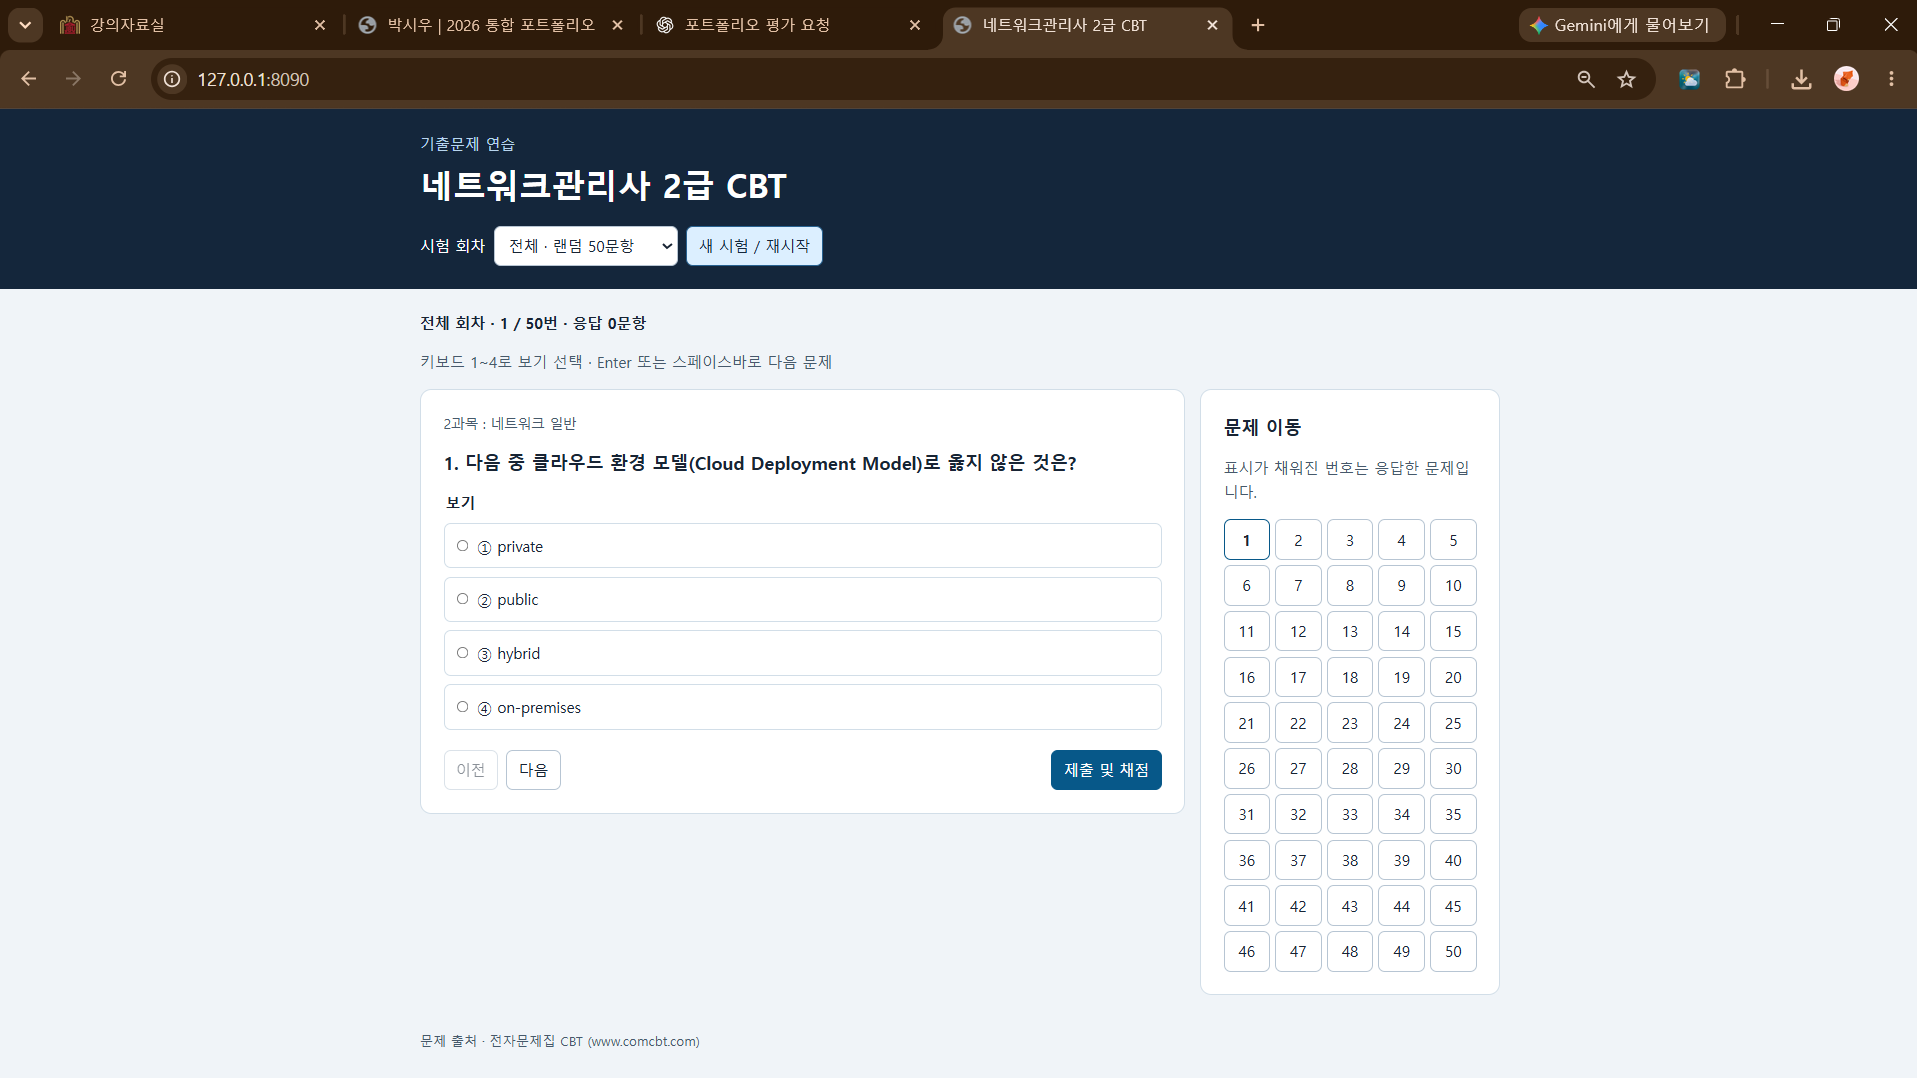 강의자료실
박시우 | 2026 통합 포트폴리오
포트폴리오 평가 요청
네트워크관리사 2급 CBT
Gemini에게 물어보기
127.0.0.1:8090
기출문제 연습
네트워크관리사 2급 CBT
시험 회차 전체 · 랜덤 50문항 새 시험 / 재시작
전체 회차 · 1 / 50번 · 응답 0문항
키보드 1~4로 보기 선택 · Enter 또는 스페이스바로 다음 문제
2과목 : 네트워크 일반
1. 다음 중 클라우드 환경 모델(Cloud Deployment Model)로 옳지 않은 것은?
보기
① private
② public
③ hybrid
④ on-premises
이전 다음 제출 및 채점
문제 이동
표시가 채워진 번호는 응답한 문제입
니다.
1 2 3 4 5
6 7 8 9 10
11 12 13 14 15
16 17 18 19 20
21 22 23 24 25
26 27 28 29 30
31 32 33 34 35
36 37 38 39 40
41 42 43 44 45
46 47 48 49 50
문제 출처 · 전자문제집 CBT (www.comcbt.com)